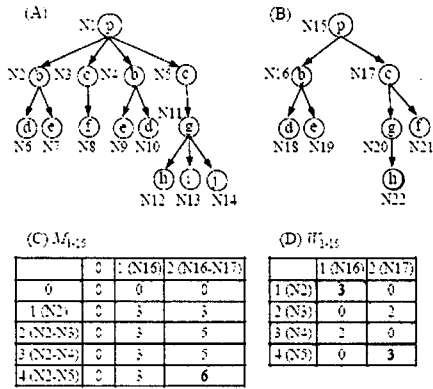 (A)
(B)
N1 p
N15 p
N2 b N3 c N4 b N5 c
N16 b N17 c
d e f e d g
N6 N7 N8 N9 N10 N11
d e g f
N18 N19 N20 N21
h i j
N12 N13 N14
h
N22
(C) M1-15
0 1 (N16) 2 (N16-N17)
0 0 0 0
1 (N2) 0 3 3
2 (N2-N3) 0 3 5
3 (N2-N4) 0 3 5
4 (N2-N5) 0 3 6
(D) W1-15
1 (N16) 2 (N17)
1 (N2) 3 0
2 (N3) 0 2
3 (N4) 2 0
4 (N5) 0 3